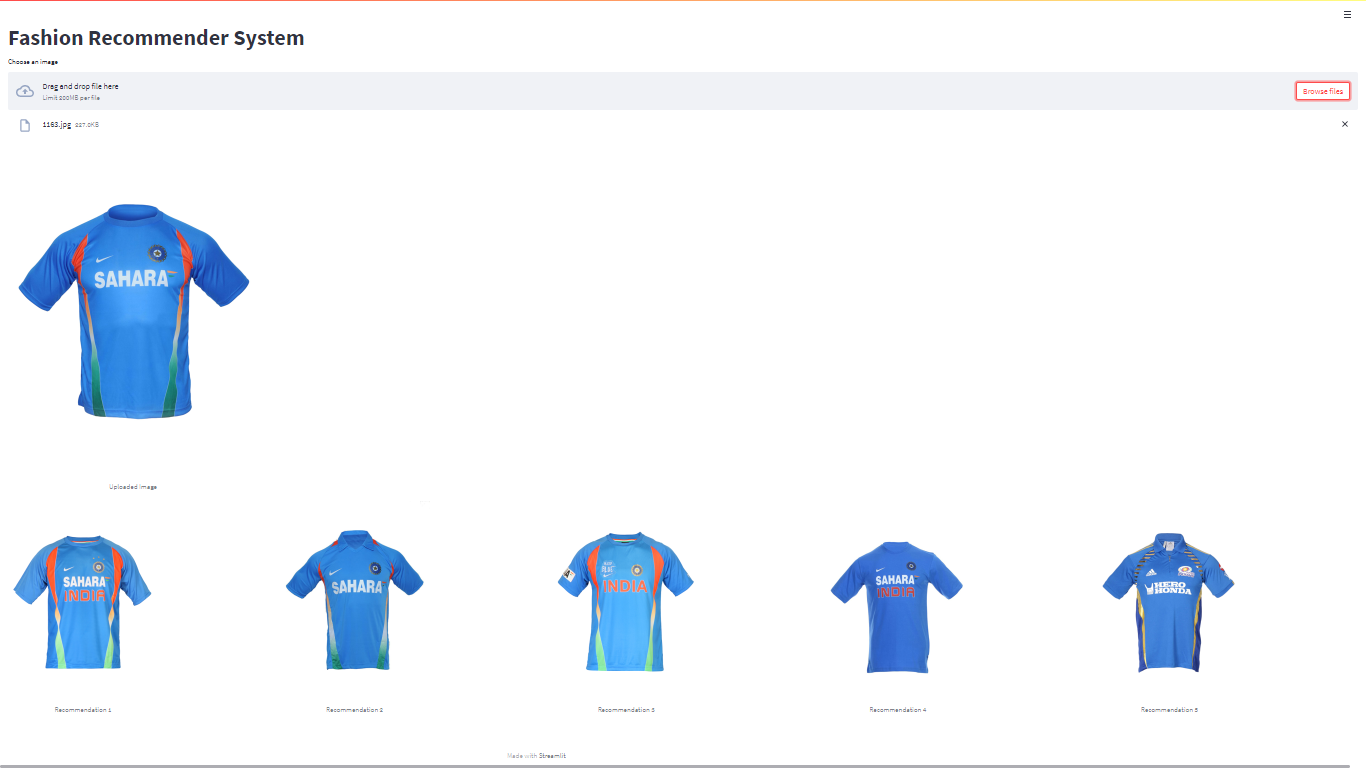 Fashion Recommender System
Choose an image
Drag and drop file here
Limit 200MB per file
Browse files
1163.jpg 227.0KB
SAHARA
Uploaded Image
SAHARA
INDIA
SAHARA
INDIA
SAHARA
INDIA
HERO
HONDA
Recommendation 1
Recommendation 2
Recommendation 3
Recommendation 4
Recommendation 5
Made with Streamlit